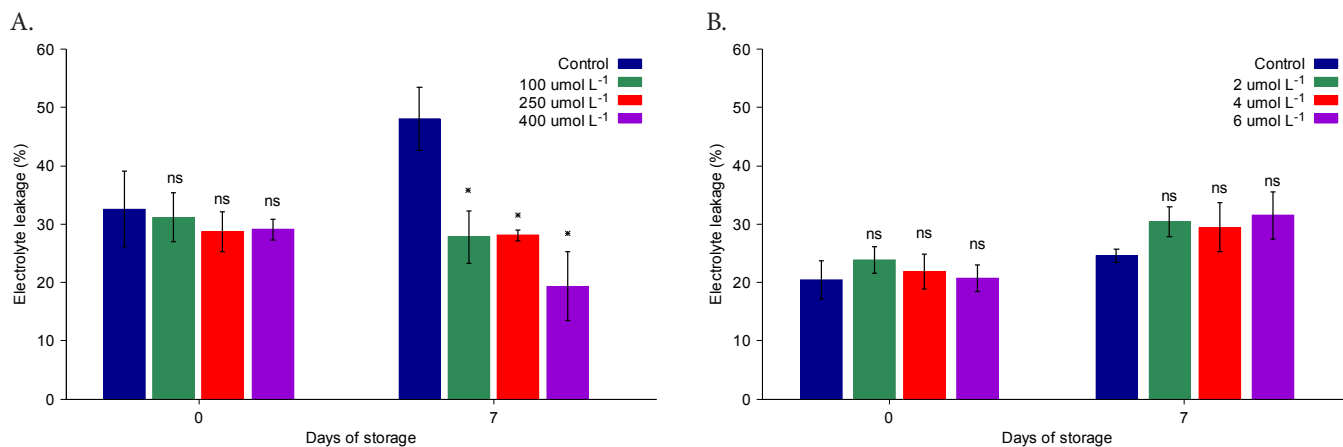 A.
60
50
40
30
20
10
0
Electrolyte leakage (%)
Control
100 umol L⁻¹
250 umol L⁻¹
400 umol L⁻¹
ns
ns
ns
ns
*
*
*
0
7
Days of storage
B.
60
50
40
30
20
10
0
Electrolyte leakage (%)
Control
2 umol L⁻¹
4 umol L⁻¹
6 umol L⁻¹
ns
ns
ns
ns
ns
ns
0
7
Days of storage